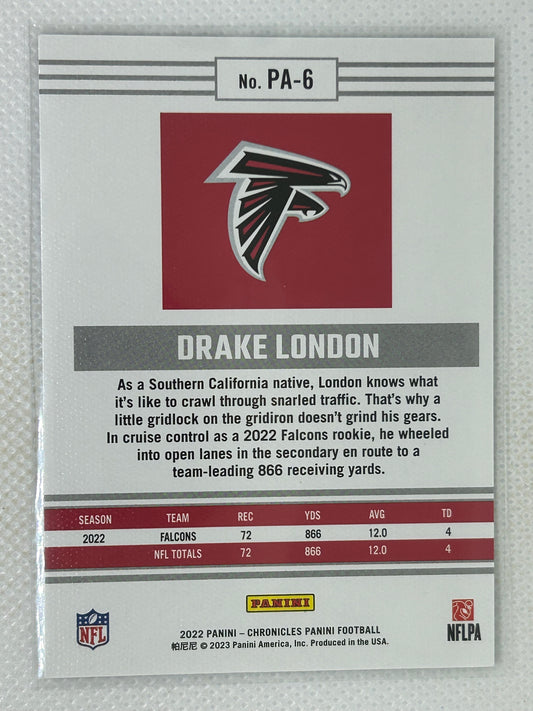 No. PA-6
DRAKE LONDON
As a Southern California native, London knows what
it's like to crawl through snarled traffic. That's why a
little gridlock on the gridiron doesn't grind his gears.
In cruise control as a 2022 Falcons rookie, he wheeled
into open lanes in the secondary en route to a
team-leading 866 receiving yards.
SEASON TEAM REC YDS AVG TD
2022 FALCONS 72 866 12.0 4
NFL TOTALS 72 866 12.0 4
PANINI
NFL
NFLPA
2022 PANINI – CHRONICLES PANINI FOOTBALL
帕尼尼 © 2023 Panini America, Inc. Produced in the USA.